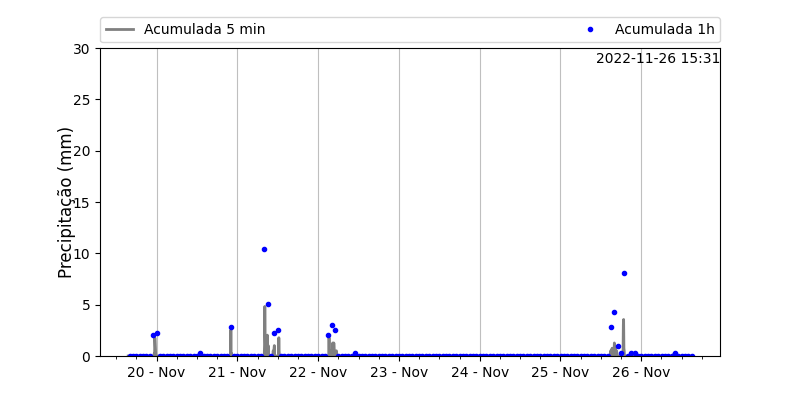 Acumulada 5 min
Acumulada 1h
2022-11-26 15:31
Precipitação (mm)
30
25
20
15
10
5
0
20 - Nov
21 - Nov
22 - Nov
23 - Nov
24 - Nov
25 - Nov
26 - Nov